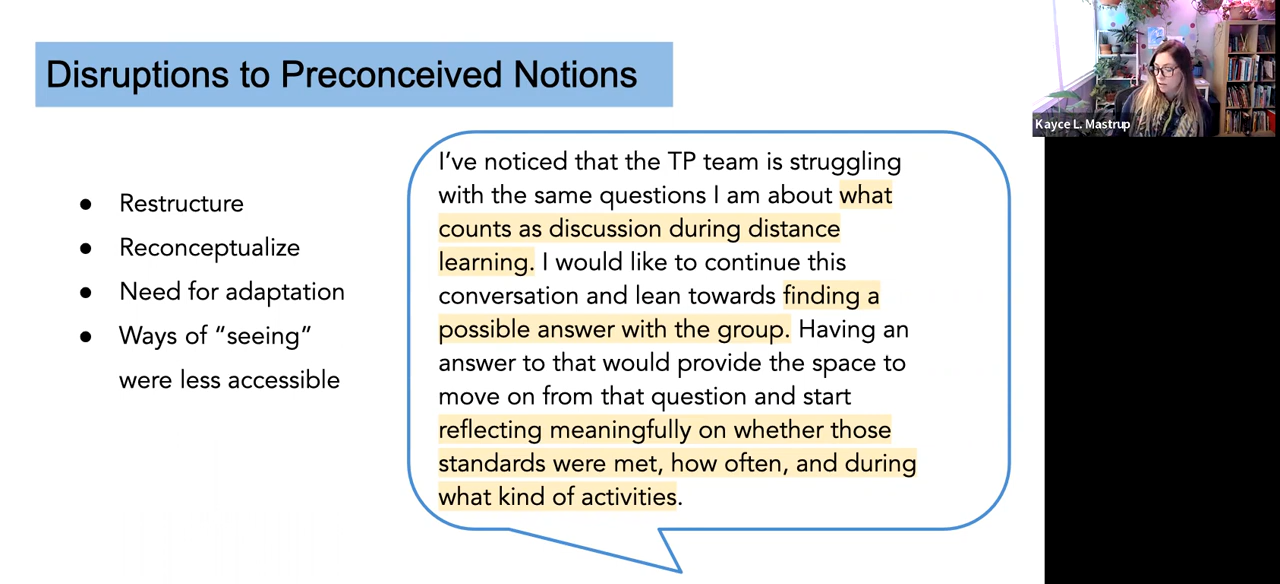 Disruptions to Preconceived Notions
Kayce L. Mastrup
● Restructure
● Reconceptualize
● Need for adaptation
● Ways of “seeing”
were less accessible
I’ve noticed that the TP team is struggling
with the same questions I am about what
counts as discussion during distance
learning. I would like to continue this
conversation and lean towards finding a
possible answer with the group. Having an
answer to that would provide the space to
move on from that question and start
reflecting meaningfully on whether those
standards were met, how often, and during
what kind of activities.